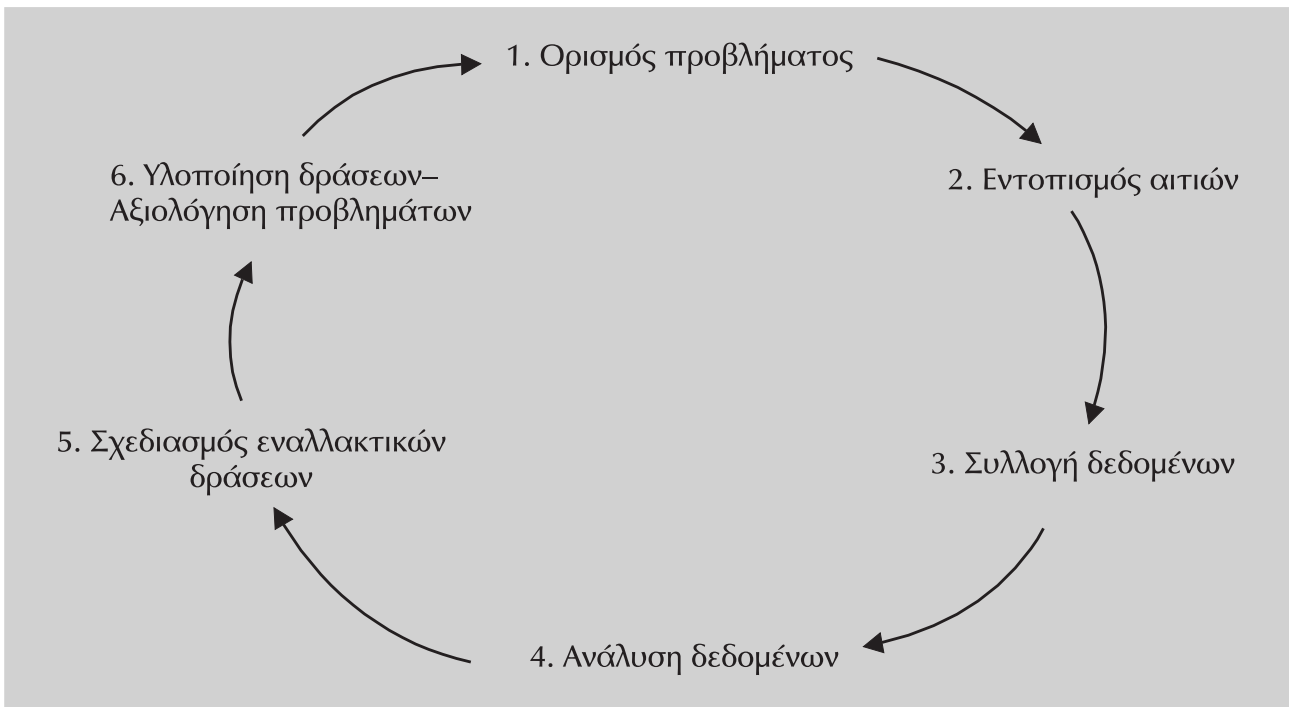 1. Ορισμός προβλήματος
2. Εντοπισμός αιτιών
3. Συλλογή δεδομένων
4. Ανάλυση δεδομένων
5. Σχεδιασμός εναλλακτικών
δράσεων
6. Υλοποίηση δράσεων–
Αξιολόγηση προβλημάτων